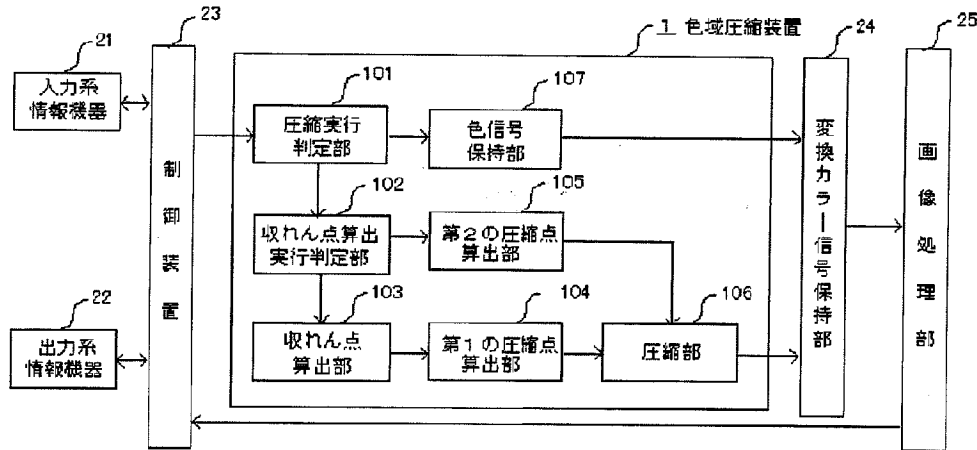 1 色域圧縮装置
23
24
25
21
入力系
情報機器
101
圧縮実行
判定部
107
色信号
保持部
制御装置
変換カラー信号保持部
画像処理部
102
収れん点算出
実行判定部
105
第2の圧縮点
算出部
22
出力系
情報機器
103
収れん点
算出部
104
第1の圧縮点
算出部
106
圧縮部